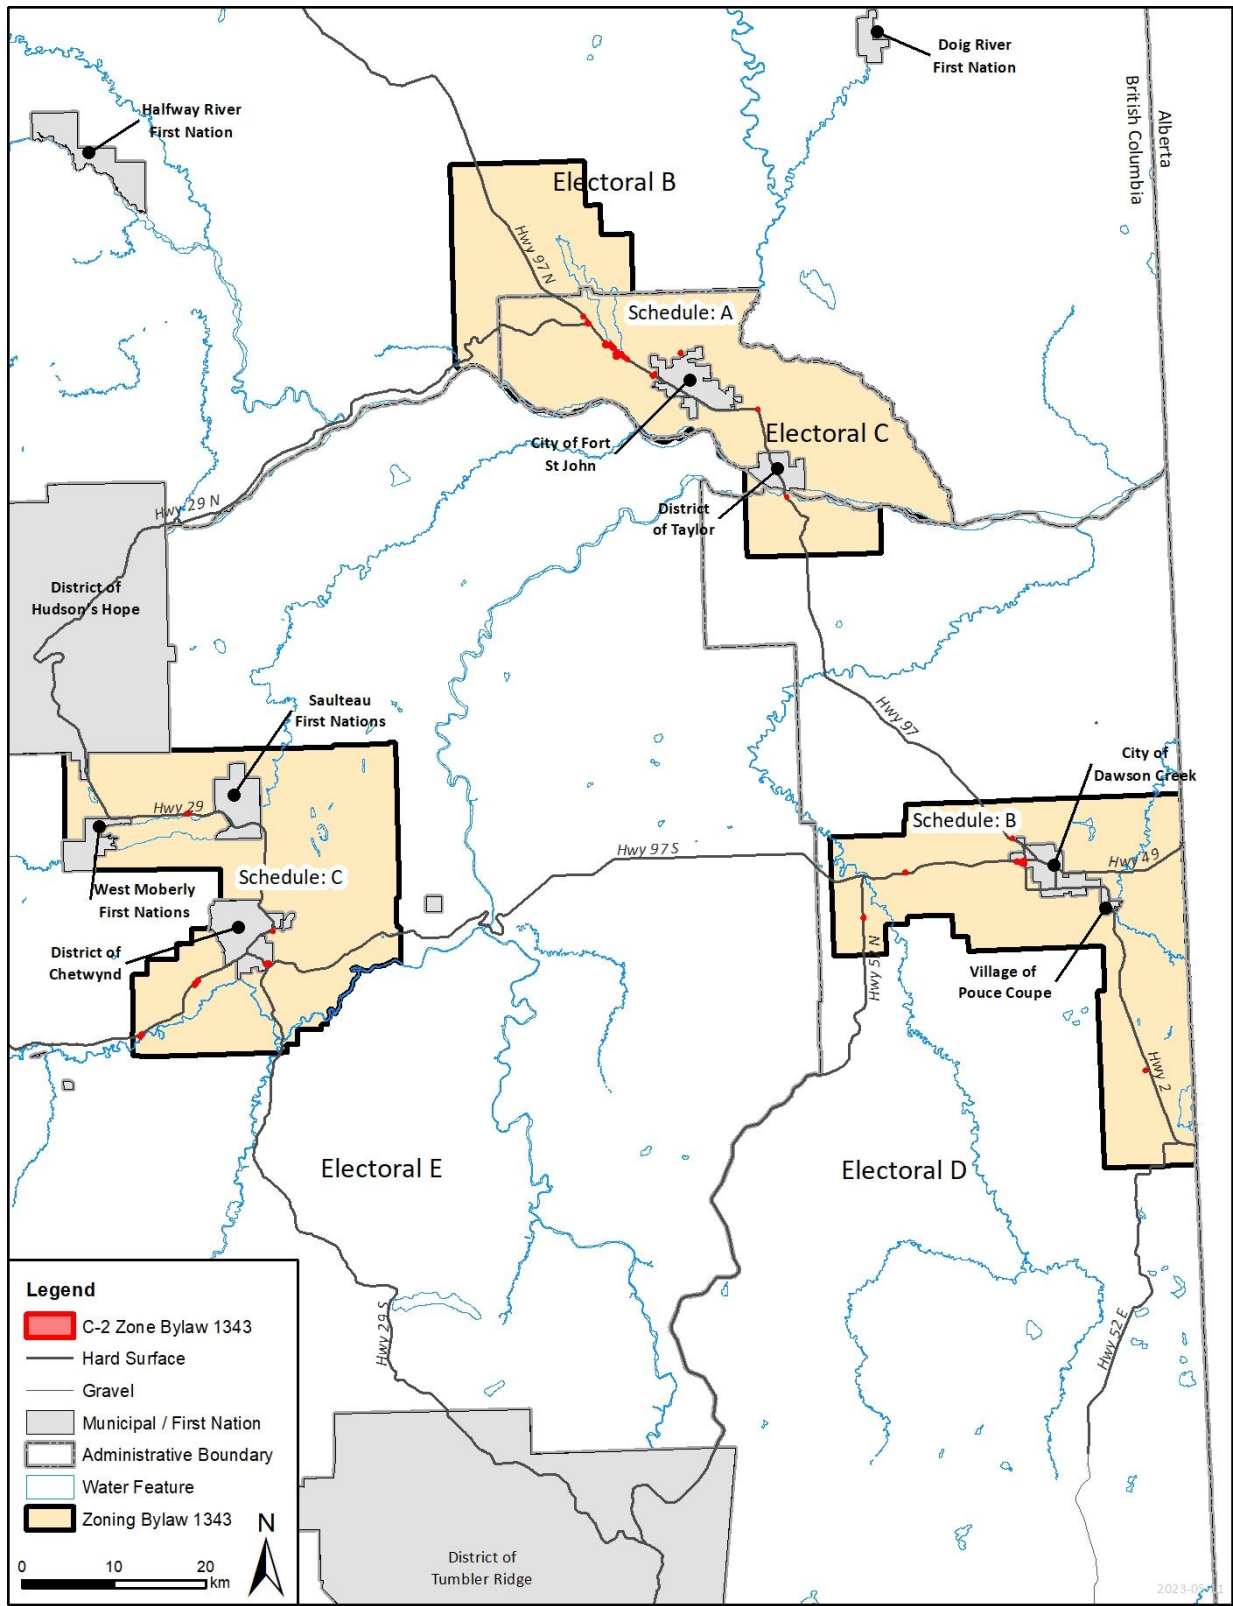 Doig River
First Nation
Halfway River
First Nation
British Columbia
Alberta
Electoral B
Hwy 97 N
Schedule: A
Electoral C
City of Fort
St John
Hwy 29 N
District
of Taylor
District of
Hudson's Hope
Saulteau
First Nations
Hwy 97
City of
Dawson Creek
Hwy 29
Schedule: B
Hwy 97 S
Hwy 49
Schedule: C
West Moberly
First Nations
District of
Chetwynd
Hwy 52 N
Village of
Pouce Coupe
Hwy 2
Electoral E
Electoral D
Hwy 29 S
Hwy 52 E
Legend
C-2 Zone Bylaw 1343
Hard Surface
Gravel
Municipal / First Nation
Administrative Boundary
Water Feature
Zoning Bylaw 1343
N
0 10 20
km
District of
Tumbler Ridge